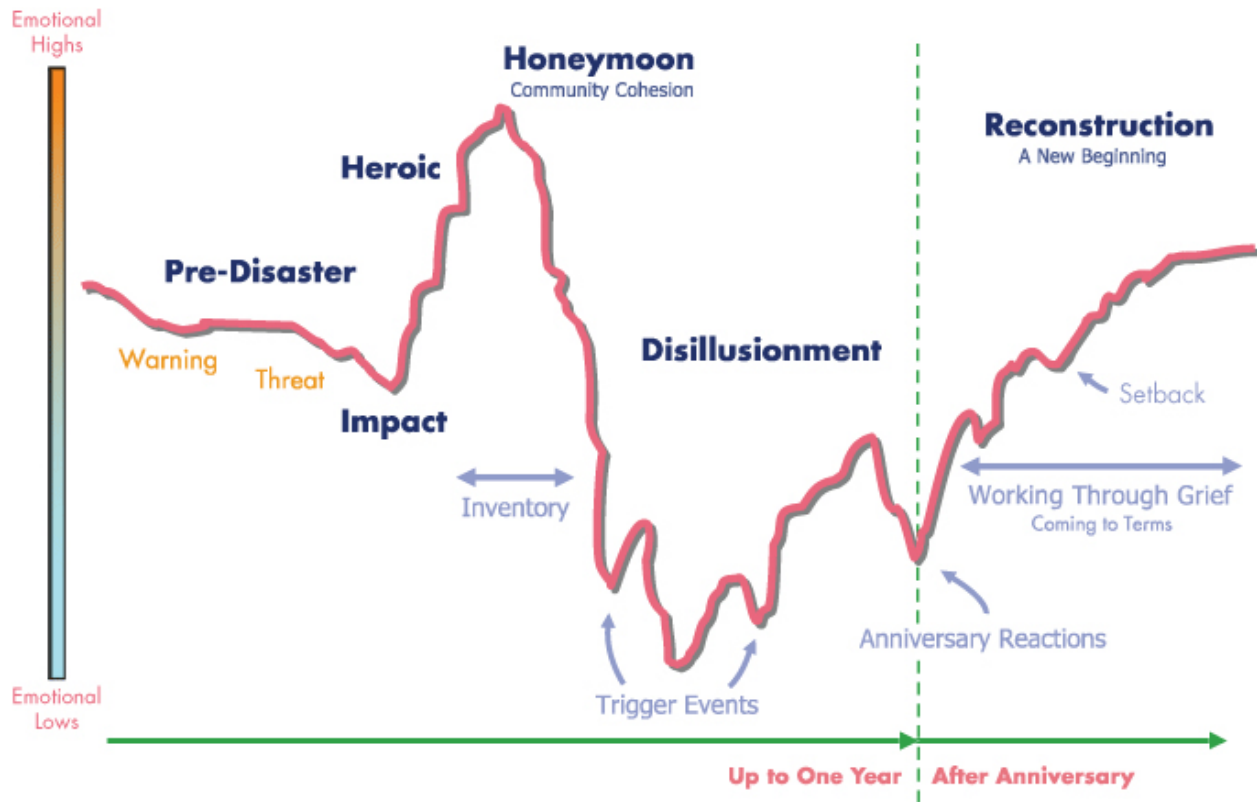 Emotional
Highs
Honeymoon
Community Cohesion
Reconstruction
A New Beginning
Heroic
Pre-Disaster
Warning
Threat
Impact
Disillusionment
Setback
Inventory
Working Through Grief
Coming to Terms
Anniversary Reactions
Trigger Events
Emotional
Lows
Up to One Year
After Anniversary